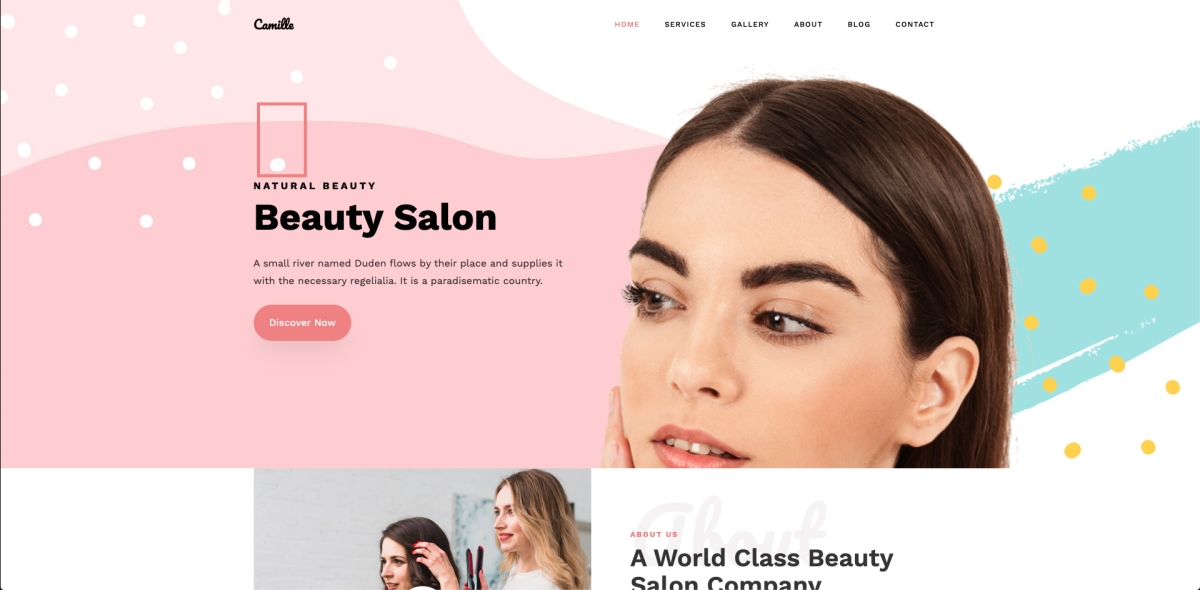 Camille
HOME SERVICES GALLERY ABOUT BLOG CONTACT
NATURAL BEAUTY
Beauty Salon
A small river named Duden flows by their place and supplies it
with the necessary regelialia. It is a paradisematic country.
Discover Now
About
ABOUT US
A World Class Beauty
Salon Company